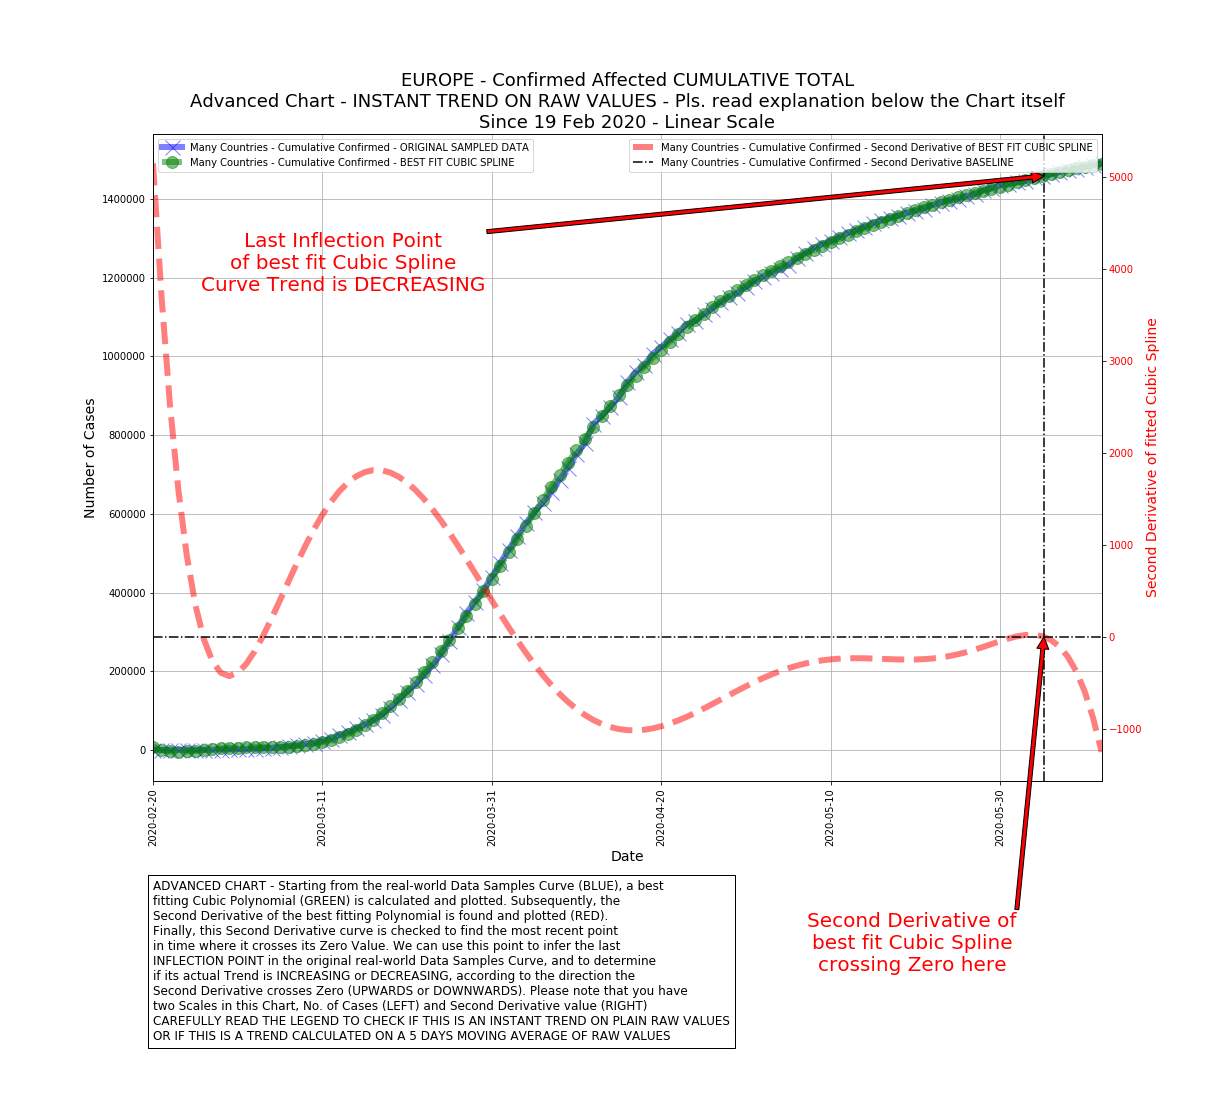 EUROPE - Confirmed Affected CUMULATIVE TOTAL
Advanced Chart - INSTANT TREND ON RAW VALUES - Pls. read explanation below the Chart itself
Since 19 Feb 2020 - Linear Scale
Many Countries - Cumulative Confirmed - ORIGINAL SAMPLED DATA
Many Countries - Cumulative Confirmed - BEST FIT CUBIC SPLINE
Many Countries - Cumulative Confirmed - Second Derivative of BEST FIT CUBIC SPLINE
Many Countries - Cumulative Confirmed - Second Derivative BASELINE
Last Inflection Point
of best fit Cubic Spline
Curve Trend is DECREASING
Number of Cases
1400000
1200000
1000000
800000
600000
400000
200000
0
5000
4000
3000
2000
1000
0
−1000
Second Derivative of fitted Cubic Spline
2020-02-20
2020-03-11
2020-03-31
2020-04-20
2020-05-10
2020-05-30
Date
ADVANCED CHART - Starting from the real-world Data Samples Curve (BLUE), a best
fitting Cubic Polynomial (GREEN) is calculated and plotted. Subsequently, the
Second Derivative of the best fitting Polynomial is found and plotted (RED).
Finally, this Second Derivative curve is checked to find the most recent point
in time where it crosses its Zero Value. We can use this point to infer the last
INFLECTION POINT in the original real-world Data Samples Curve, and to determine
if its actual Trend is INCREASING or DECREASING, according to the direction the
Second Derivative crosses Zero (UPWARDS or DOWNWARDS). Please note that you have
two Scales in this Chart, No. of Cases (LEFT) and Second Derivative value (RIGHT)
CAREFULLY READ THE LEGEND TO CHECK IF THIS IS AN INSTANT TREND ON PLAIN RAW VALUES
OR IF THIS IS A TREND CALCULATED ON A 5 DAYS MOVING AVERAGE OF RAW VALUES
Second Derivative of
best fit Cubic Spline
crossing Zero here